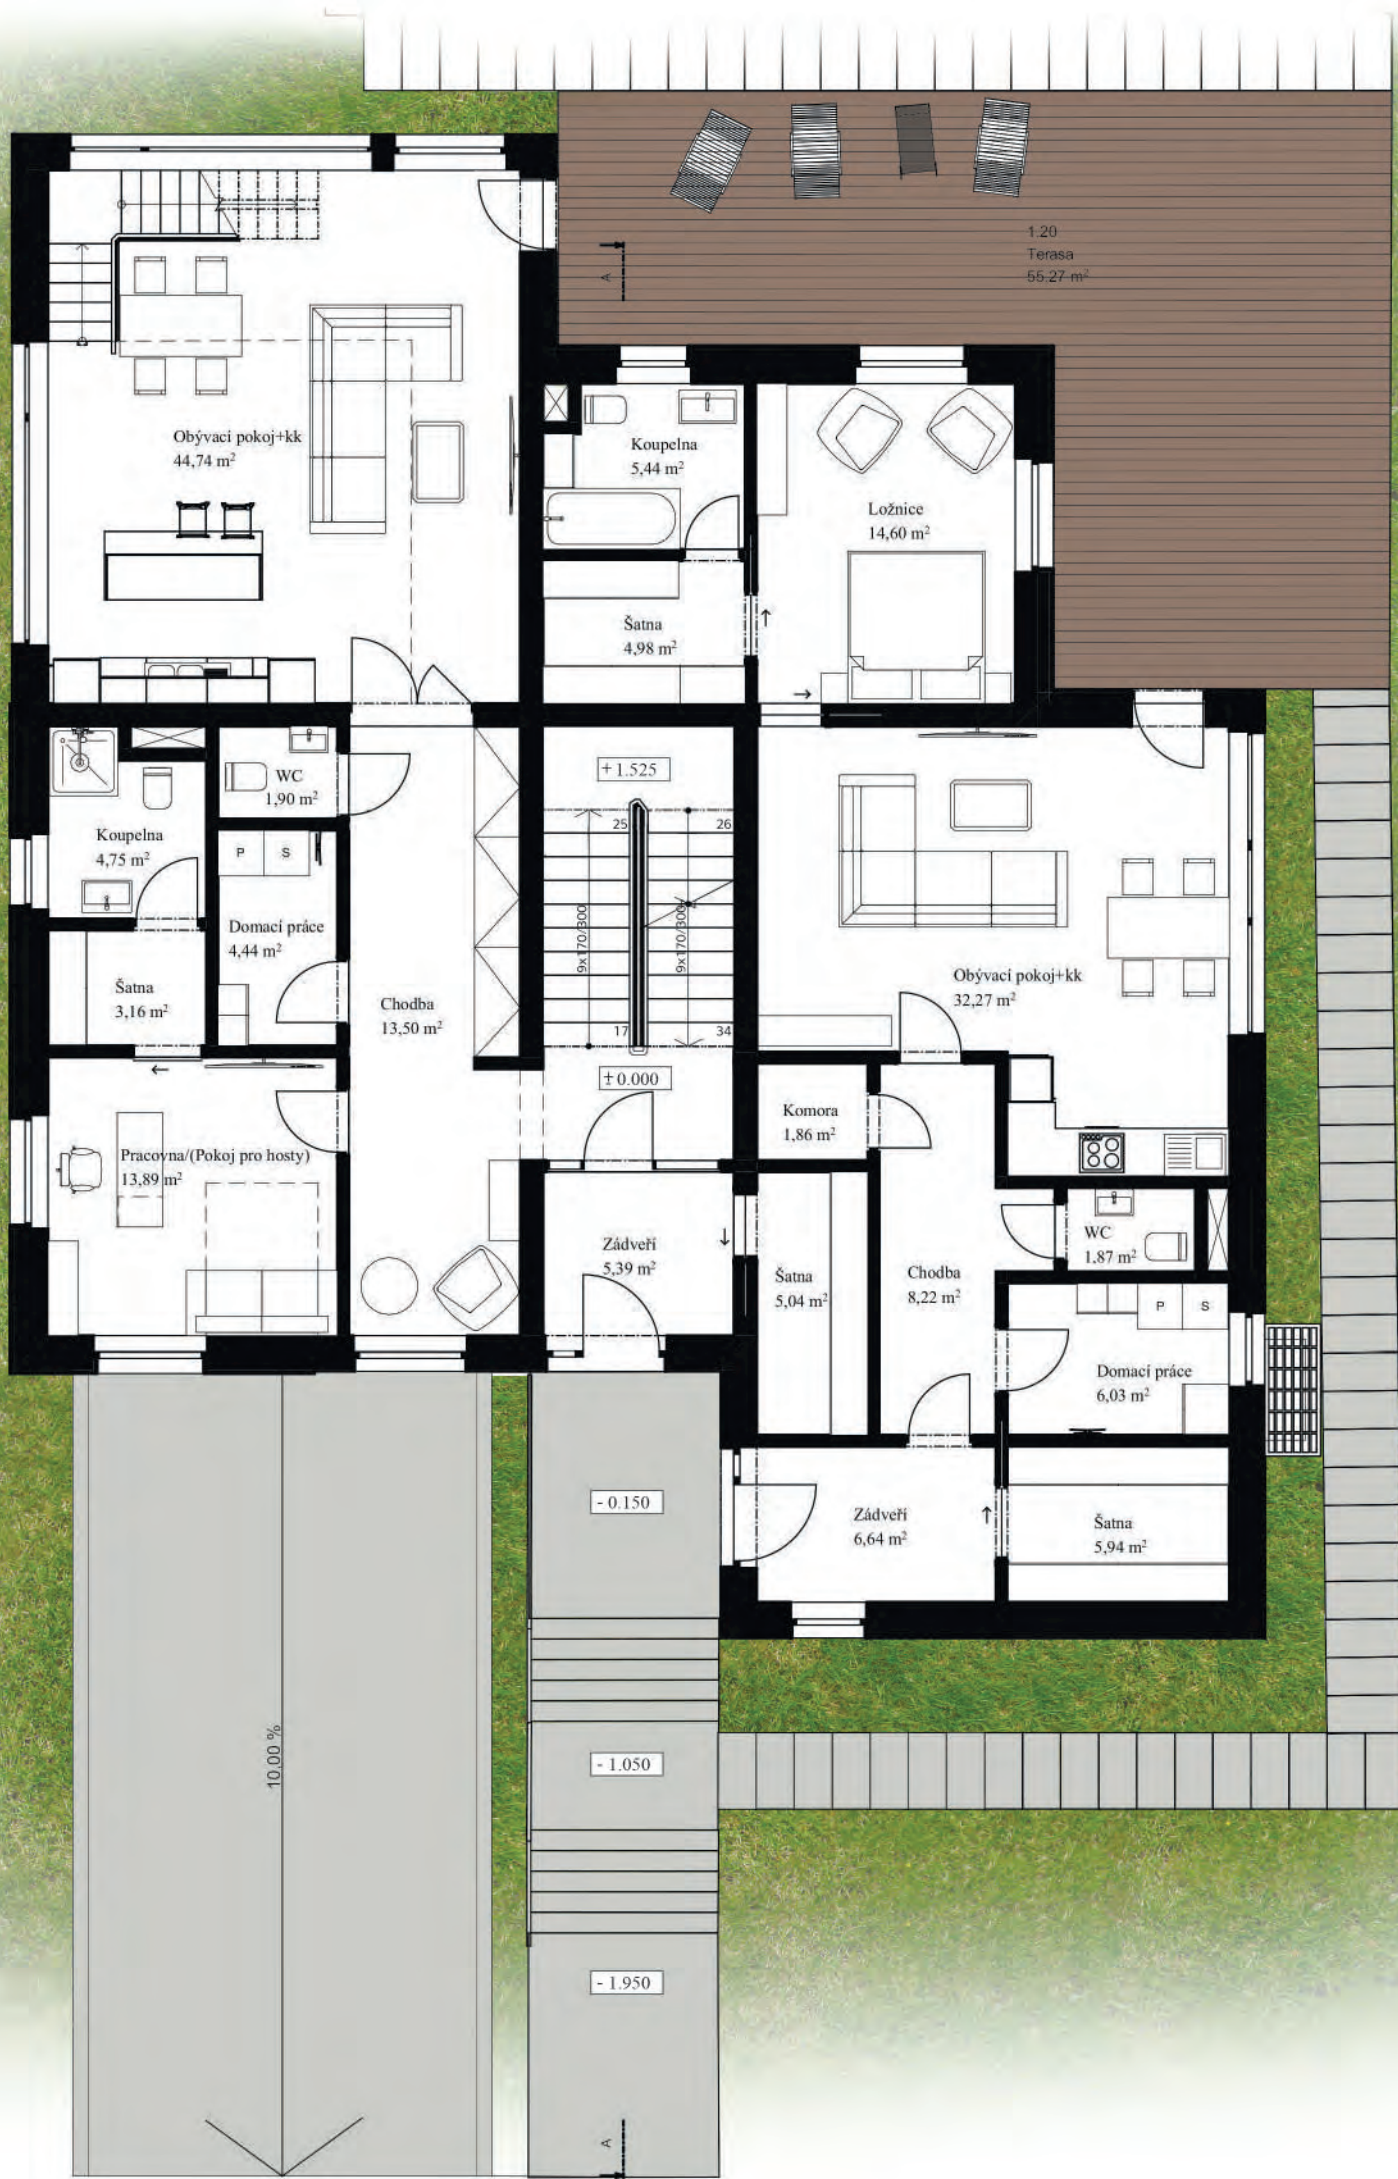 1.20
Terasa
55.27 m²
A
Obývací pokoj+kk
44,74 m²
Koupelna
5,44 m²
Ložnice
14,60 m²
Šatna
4,98 m²
WC
1,90 m²
Koupelna
4,75 m²
P S
Domací práce
4,44 m²
Šatna
3,16 m²
Chodba
13,50 m²
+ 1.525
25 26
9x170/300
9x170/300
17 34
± 0.000
Obývací pokoj+kk
32,27 m²
Komora
1,86 m²
Pracovna/(Pokoj pro hosty)
13,89 m²
Zádveří
5,39 m²
Šatna
5,04 m²
Chodba
8,22 m²
WC
1,87 m²
P S
Domací práce
6,03 m²
Zádveří
6,64 m²
Šatna
5,94 m²
- 0.150
10,00 %
- 1.050
- 1.950
A